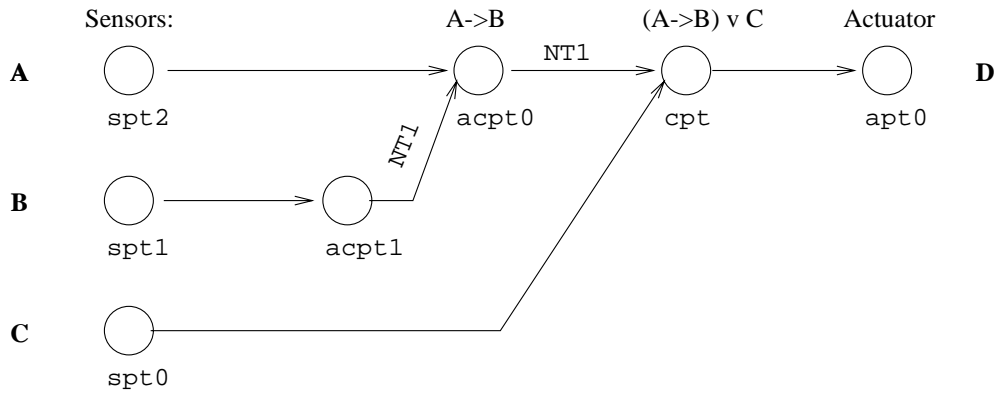 Sensors: A->B (A->B) v C Actuator
A NT1 D
spt2 acpt0 cpt apt0
NT1
B
spt1 acpt1
C
spt0